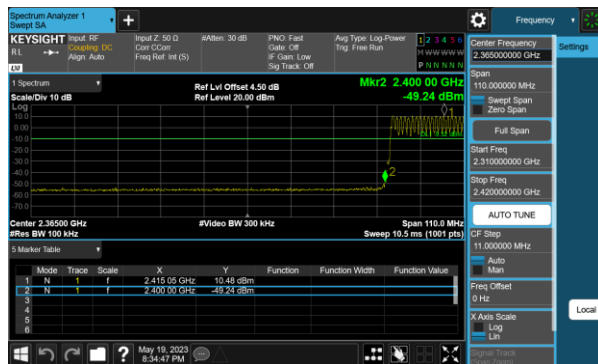 Spectrum Analyzer 1
Swept SA
Frequency
KEYSIGHT Input: RF Input Z: 50 Ω #Atten: 30 dB PNO: Fast Avg Type: Log-Power 1 2 3 4 5 6
RL Coupling: DC Corr CCorr Gate: Off Trig: Free Run M W W W W W
Align: Auto Freq Ref: Int (S) IF Gain: Low P N N N N N
Sig Track: Off
LXI
1 Spectrum Ref Lvl Offset 4.50 dB Mkr2 2.400 00 GHz
Scale/Div 10 dB Ref Level 20.00 dBm -49.24 dBm
Log
10.0
0.00
-10.0
-20.0
-30.0
-40.0
-50.0
-60.0
-70.0
1
2
Center 2.36500 GHz #Video BW 300 kHz Span 110.0 MHz
#Res BW 100 kHz Sweep 10.5 ms (1001 pts)
5 Marker Table
Mode Trace Scale X Y Function Function Width Function Value
1 N 1 f 2.415 05 GHz 10.48 dBm
2 N 1 f 2.400 00 GHz -49.24 dBm
3
4
5
6
May 19, 2023
8:34:47 PM
Center Frequency
2.365000000 GHz
Span
110.000000 MHz
Swept Span
Zero Span
Full Span
Start Freq
2.310000000 GHz
Stop Freq
2.420000000 GHz
AUTO TUNE
CF Step
11.000000 MHz
Auto
Man
Freq Offset
0 Hz
X Axis Scale
Log
Lin
Signal Track
(Span Zoom)
Settings
Local